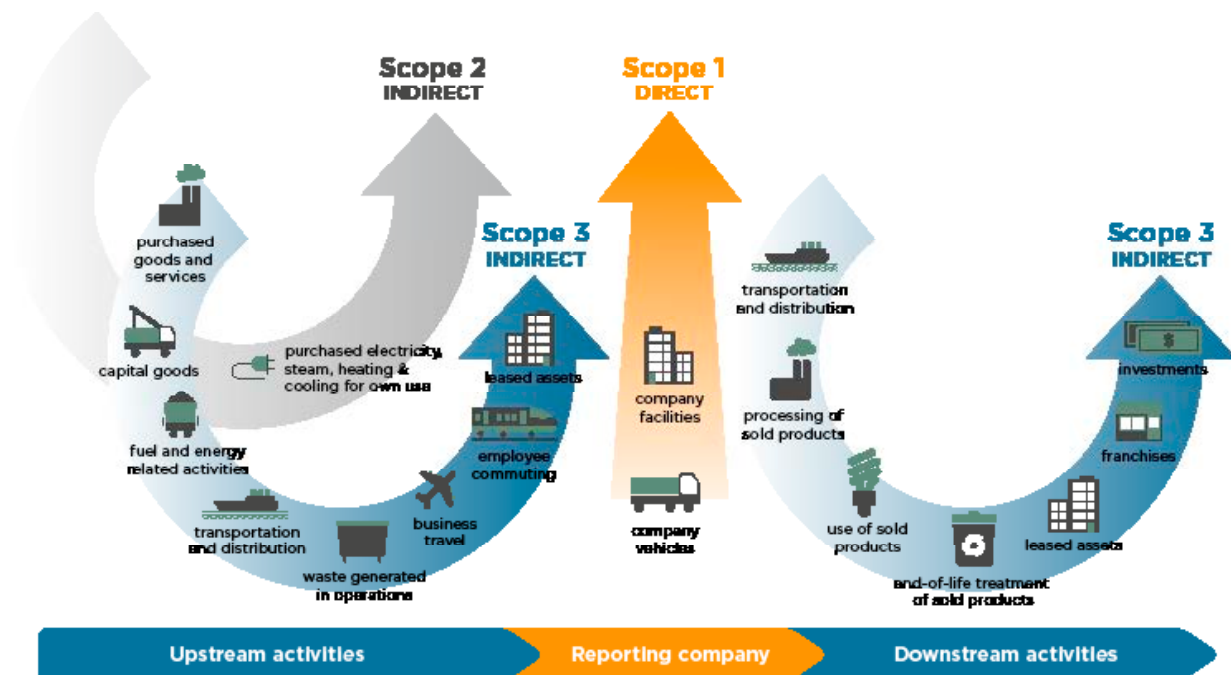 Scope 2
INDIRECT
Scope 1
DIRECT
Scope 3
INDIRECT
Scope 3
INDIRECT
purchased
goods and
services
capital goods
purchased electricity,
steam, heating &
cooling for own use
fuel and energy
related activities
transportation
and distribution
waste generated
in operations
business
travel
employee
commuting
leased assets
company
facilities
company
vehicles
transportation
and distribution
processing of
sold products
use of sold
products
end-of-life treatment
of sold products
leased assets
franchises
$
investments
Upstream activities
Reporting company
Downstream activities